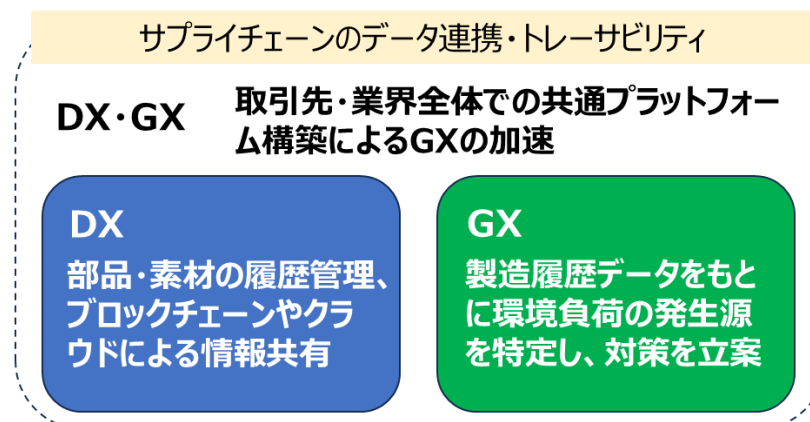 サプライチェーンのデータ連携・トレーサビリティ
DX・GX
取引先・業界全体での共通プラットフォー
ム構築によるGXの加速
DX
部品・素材の履歴管理、
ブロックチェーンやクラ
ウドによる情報共有
GX
製造履歴データをもと
に環境負荷の発生源
を特定し、対策を立案